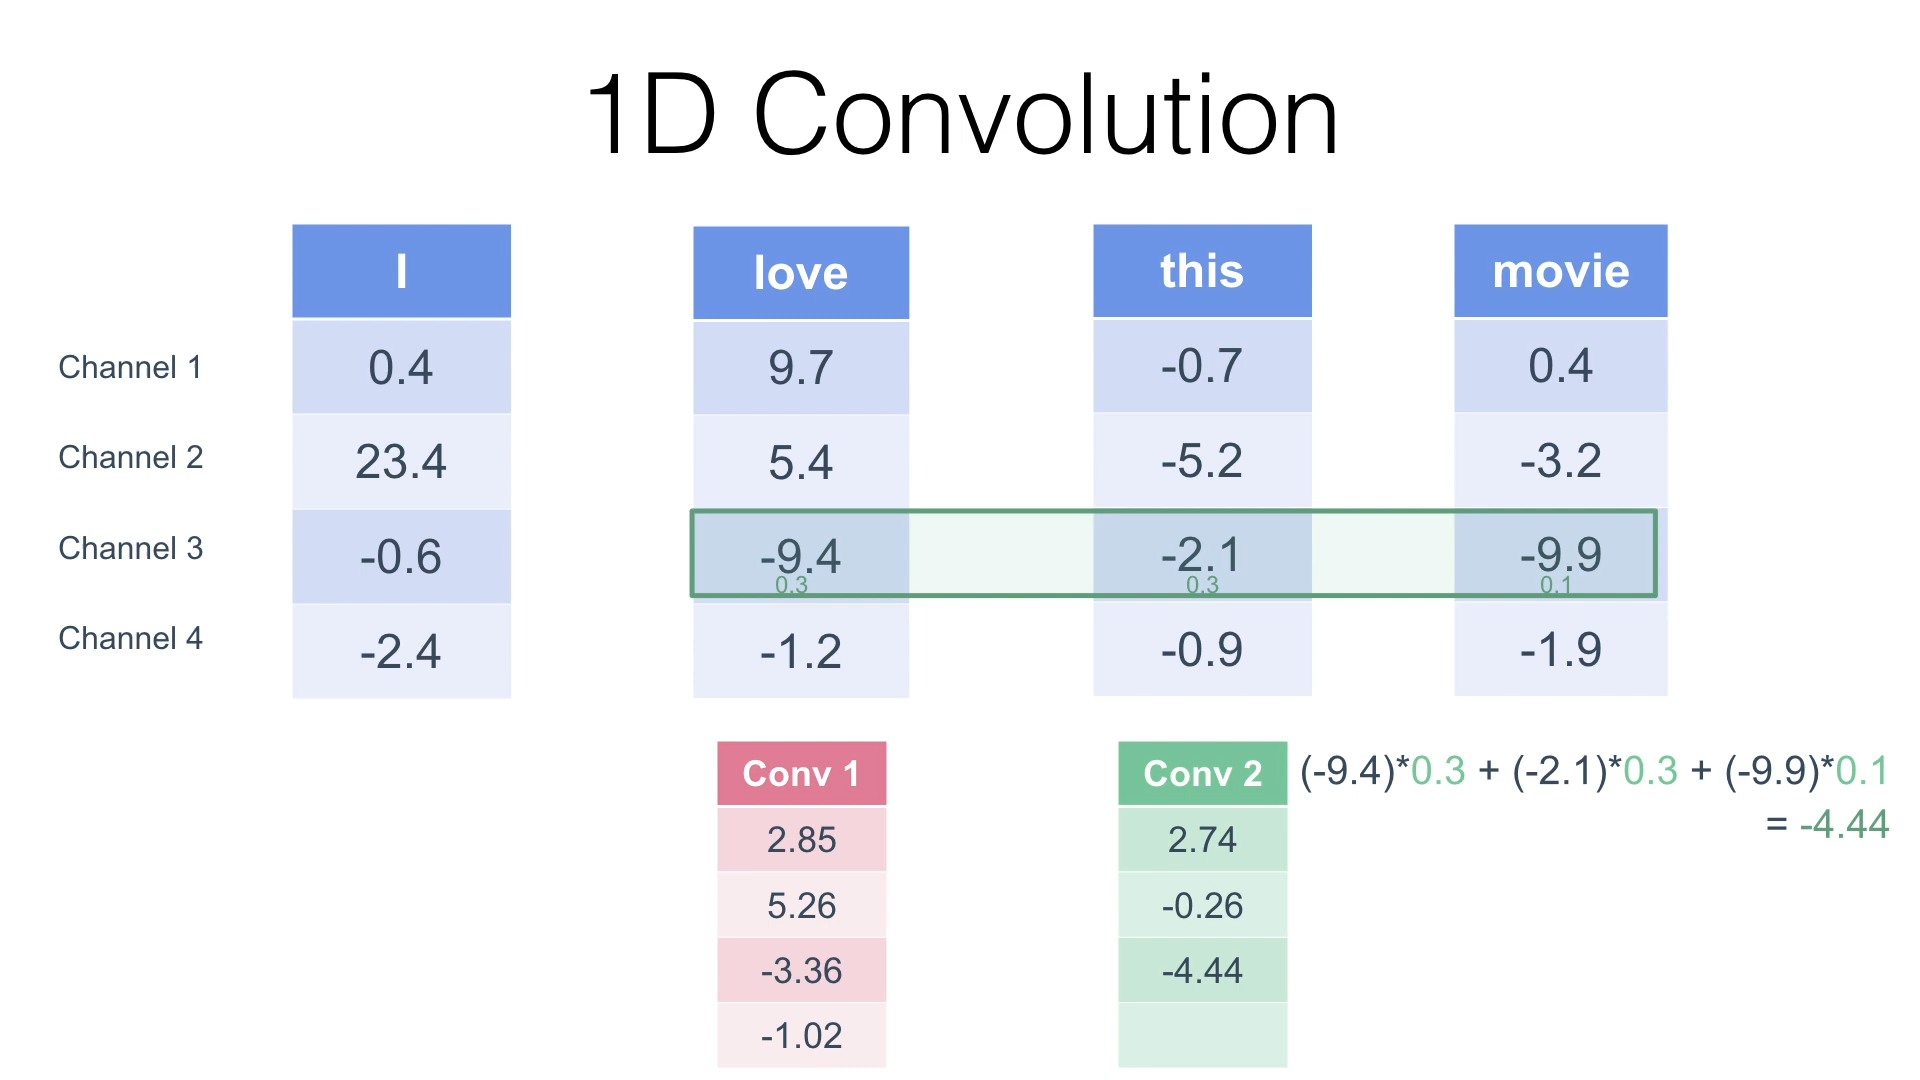 1D Convolution
I love this movie
Channel 1 0.4 9.7 -0.7 0.4
Channel 2 23.4 5.4 -5.2 -3.2
Channel 3 -0.6 -9.4 -2.1 -9.9
0.3 0.3 0.1
Channel 4 -2.4 -1.2 -0.9 -1.9
Conv 1 Conv 2 (-9.4)*0.3 + (-2.1)*0.3 + (-9.9)*0.1
= -4.44
2.85 2.74
5.26 -0.26
-3.36 -4.44
-1.02